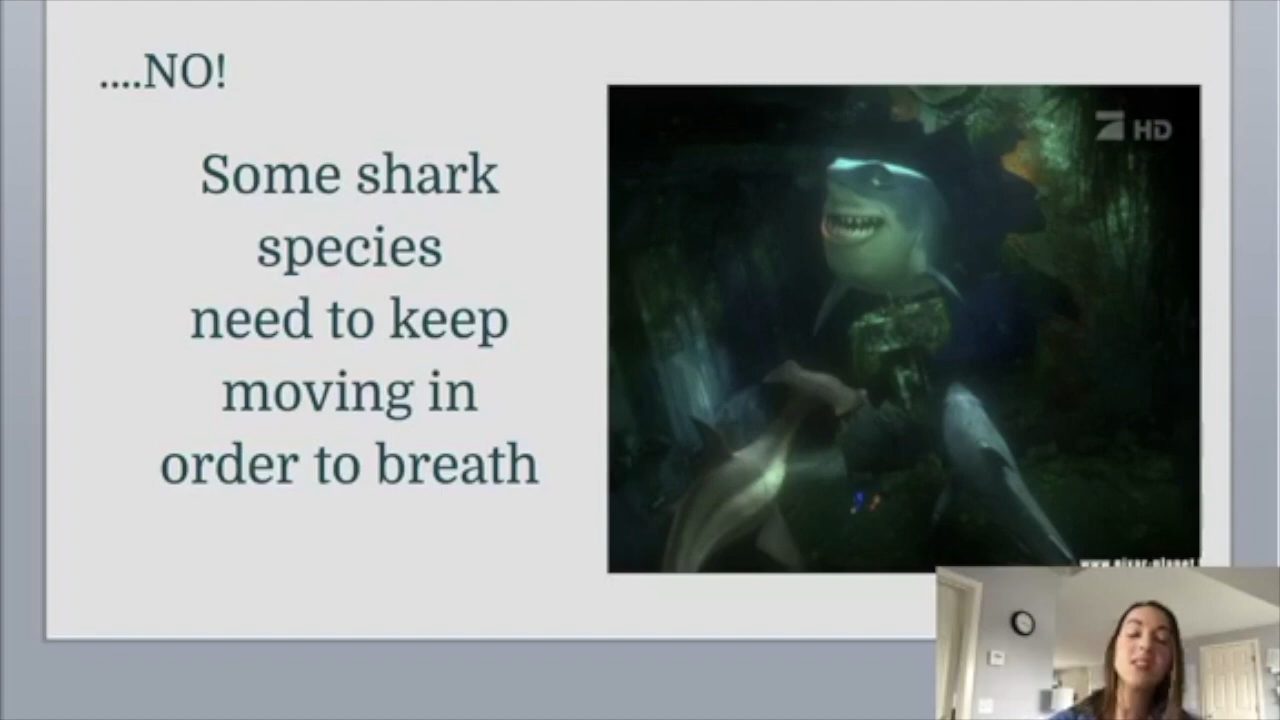 ....NO!
Some shark
species
need to keep
moving in
order to breath
HD